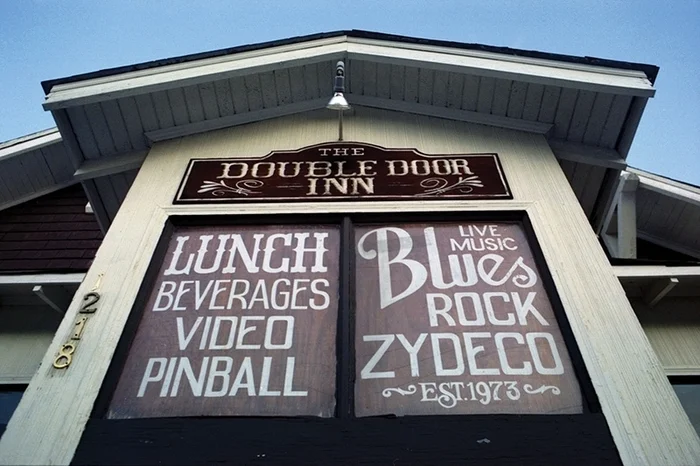 THE
DOUBLE DOOR
INN
LUNCH
BEVERAGES
VIDEO
PINBALL
LIVE
MUSIC
Blues
ROCK
ZYDECO
EST. 1973
1218